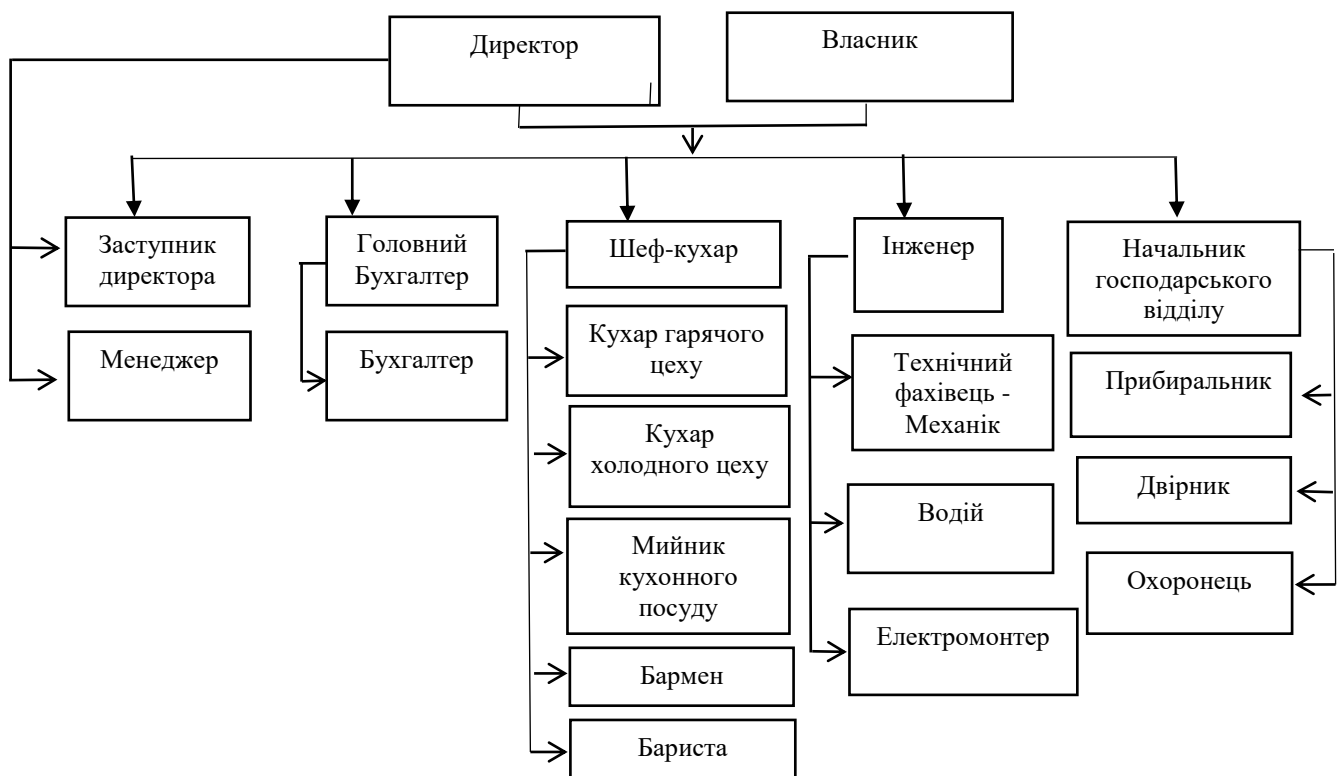 Директор
Власник
Заступник
директора
Головний
Бухгалтер
Шеф-кухар
Інженер
Начальник
господарського
відділу
Менеджер
Бухгалтер
Кухар гарячого
цеху
Технічний
фахівець -
Механік
Прибиральник
Кухар
холодного цеху
Двірник
Водій
Мийник
кухонного
посуду
Охоронець
Електромонтер
Бармен
Бариста